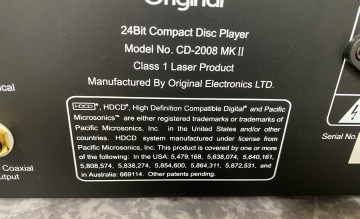 Original
24Bit Compact Disc Player
Model No. CD-2008 MK II
Class 1 Laser Product
Manufactured By Original Electronics LTD.
HDCD®, HDCD, High Definition Compatible Digital® and Pacific
Microsonics™ are either registered trademarks or trademarks of
Pacific Microsonics, Inc. in the United States and/or other
countries. HDCD system manufactured under license from
Pacific Microsonics, Inc. This product is covered by one or more
of the following: In the USA: 5,479,168, 5,638,074, 5,640,161,
5,808,574, 5,838,274, 5,854,600, 5,864,311, 5,872,531, and
in Australia: 669114. Other patents pending.
Coaxial
Serial No.